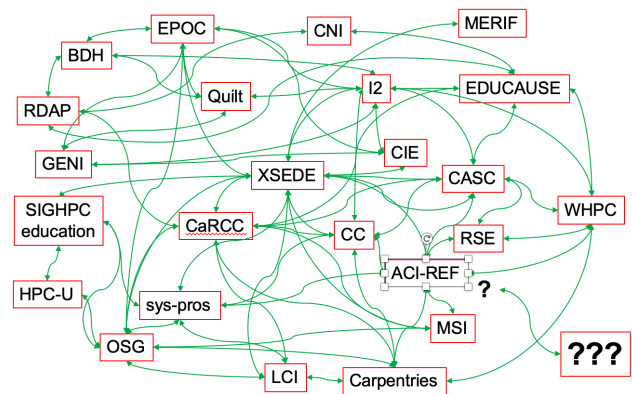 EPOC
CNI
MERIF
BDH
I2
EDUCAUSE
RDAP
Quilt
GENI
CIE
XSEDE
CASC
SIGHPC
education
CaRCC
CC
RSE
WHPC
ACI-REF
HPC-U
sys-pros
?
MSI
OSG
???
LCI
Carpentries